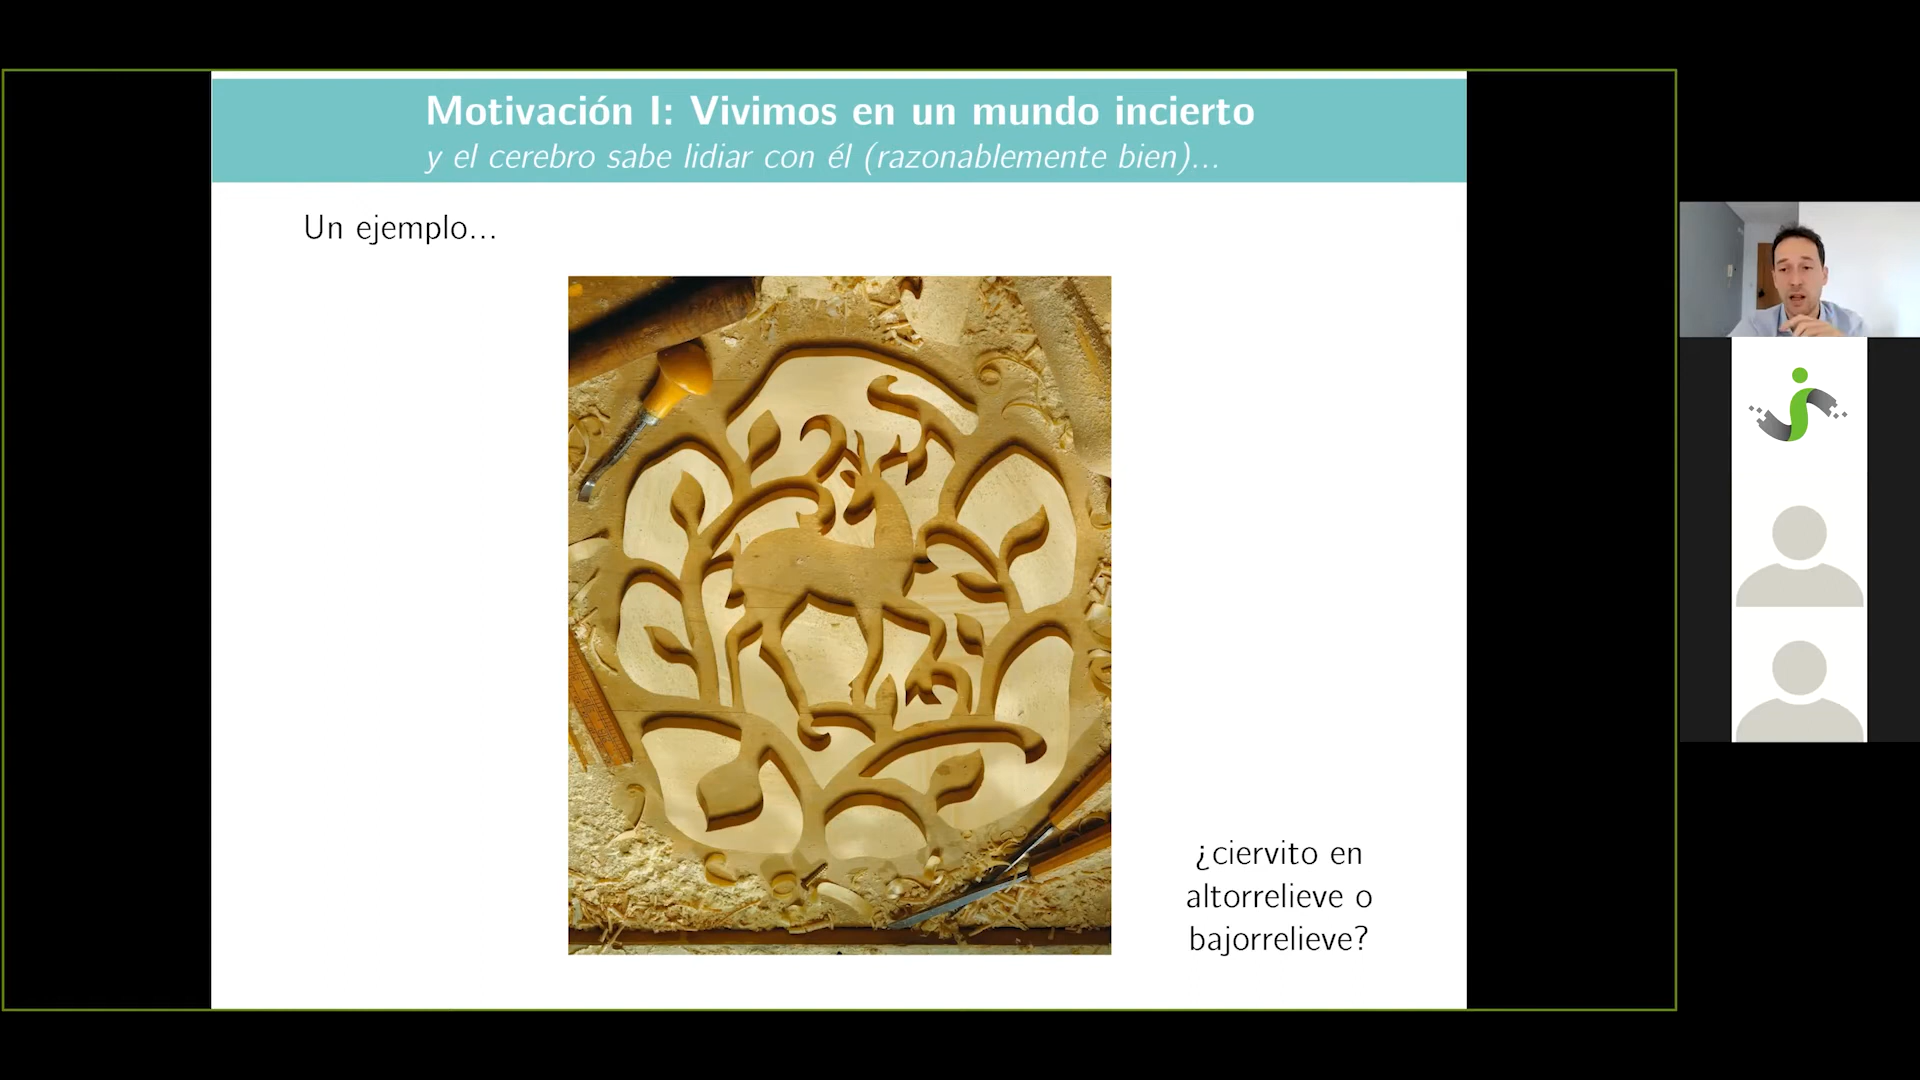 Motivación I: Vivimos en un mundo incierto
y el cerebro sabe lidiar con él (razonablemente bien)...
Un ejemplo...
¿ciervito en
altorrelieve o
bajorrelieve?